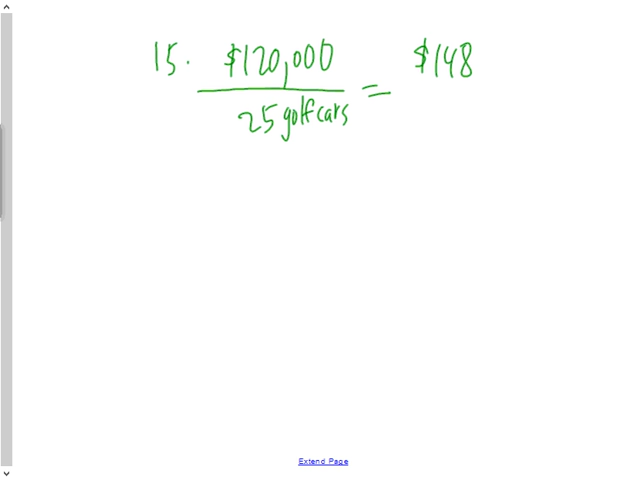 15. $120,000 = $148
25 golf cars
Extend Page